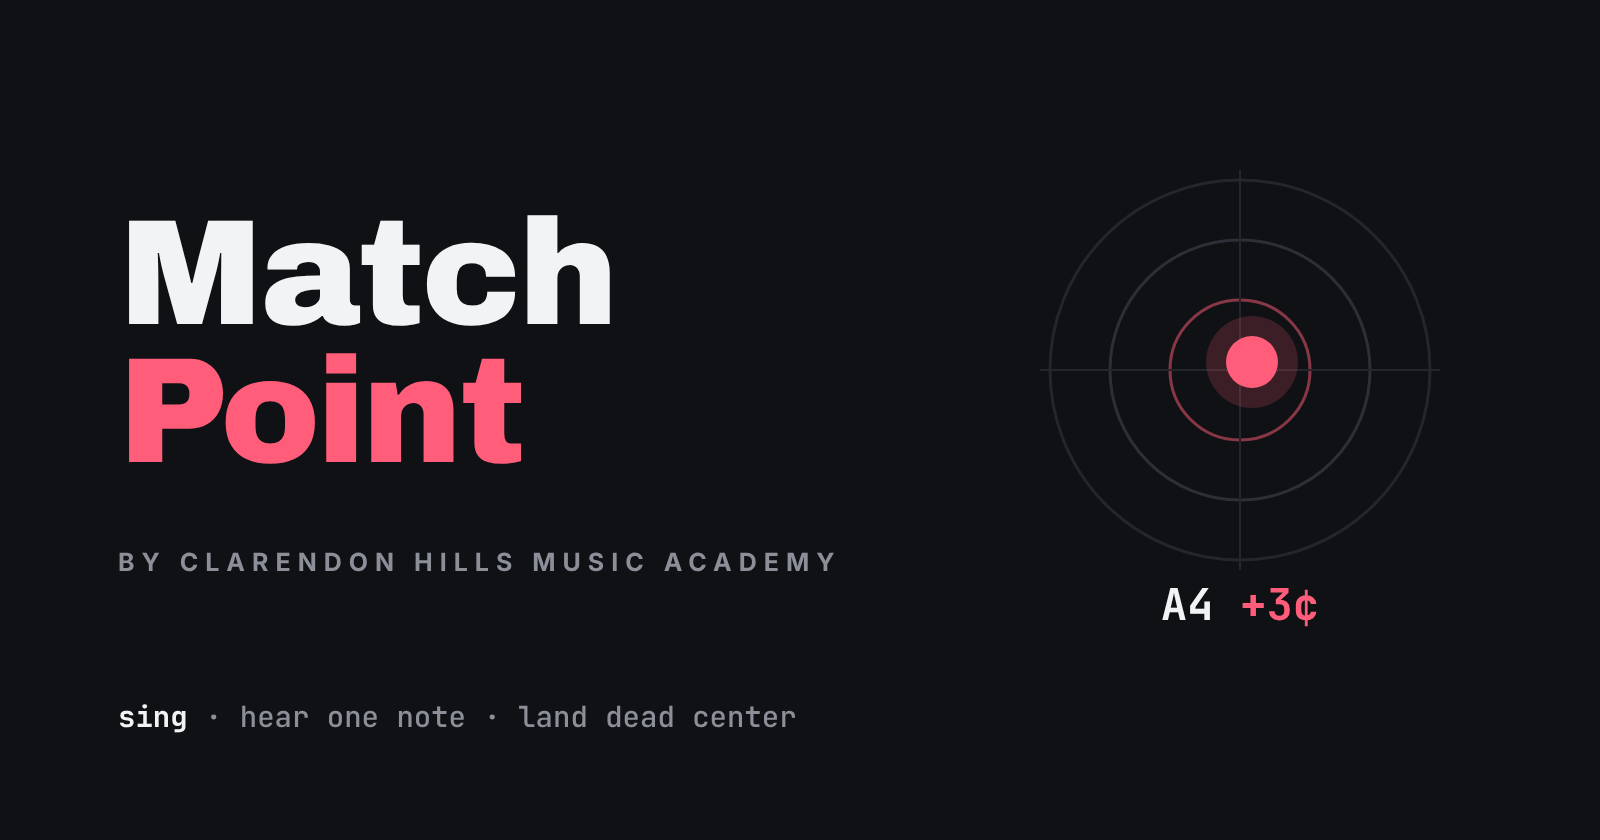 Match
Point
BY CLARENDON HILLS MUSIC ACADEMY
A4 +3¢
sing · hear one note · land dead center